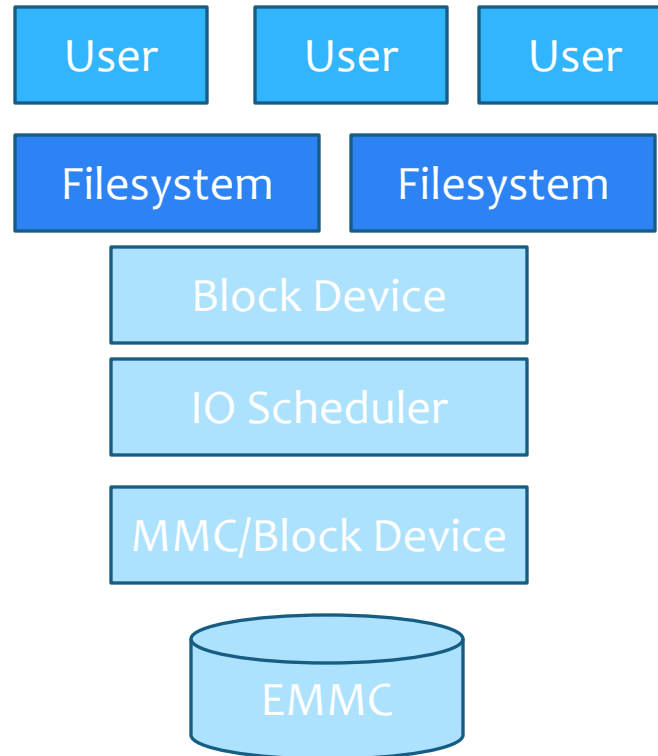 User User User
Filesystem Filesystem
Block Device
IO Scheduler
MMC/Block Device
EMMC